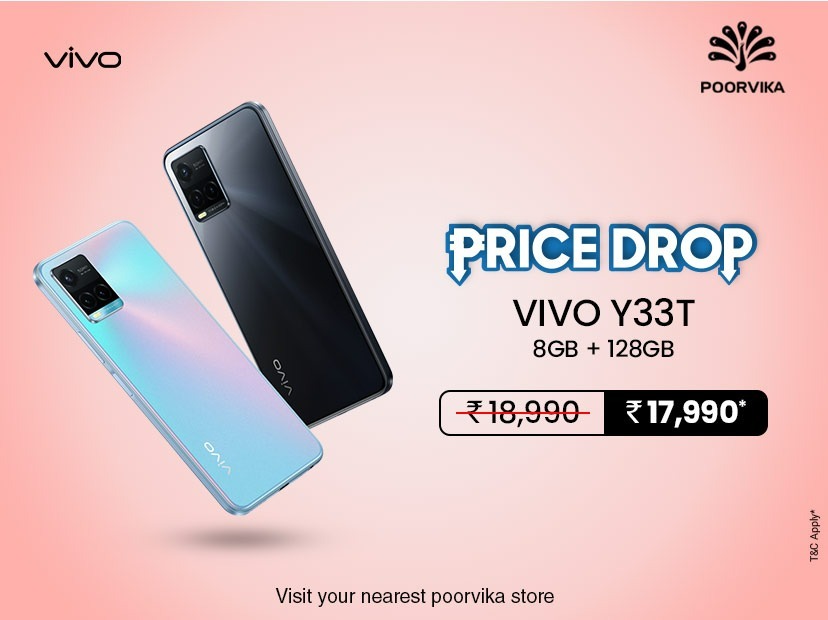 vivo
POORVIKA
PRICE DROP
VIVO Y33T
8GB + 128GB
₹18,990 ₹17,990*
vivo
vivo
T&C Apply*
Visit your nearest poorvika store